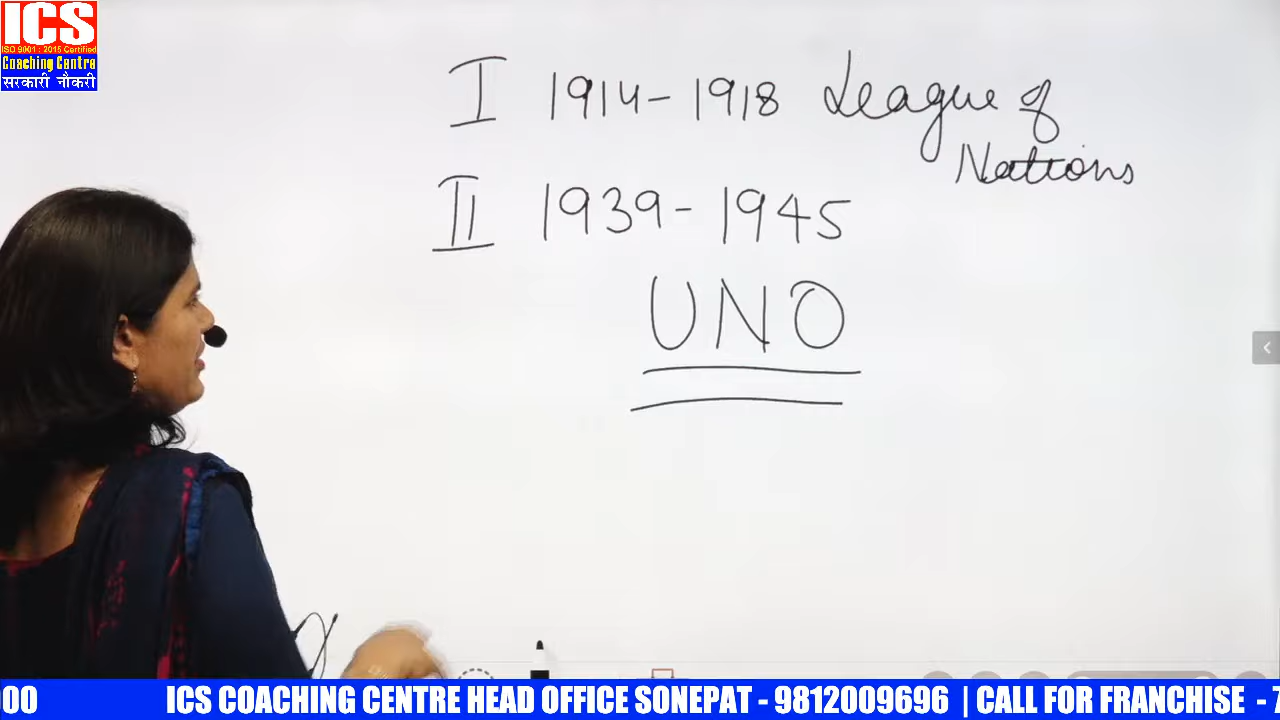 ICS
ISO 9001 : 2015 Certified
Coaching Centre
सरकारी नौकरी
I 1914-1918 League of
Nations
II 1939-1945
UNO
00 ICS COACHING CENTRE HEAD OFFICE SONEPAT - 9812009696 | CALL FOR FRANCHISE - 7